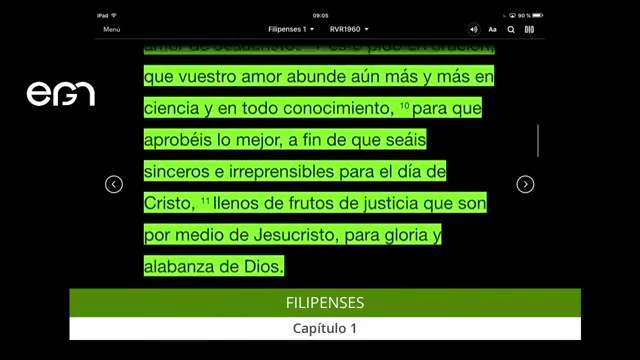 iPad
09:05
90 %
Menú
Filipenses 1
RVR1960
Aa
que vuestro amor abunde aún más y más en
ciencia y en todo conocimiento, 10 para que
aprobéis lo mejor, a fin de que seáis
sinceros e irreprensibles para el día de
Cristo, 11 llenos de frutos de justicia que son
por medio de Jesucristo, para gloria y
alabanza de Dios.
FILIPENSES
Capítulo 1